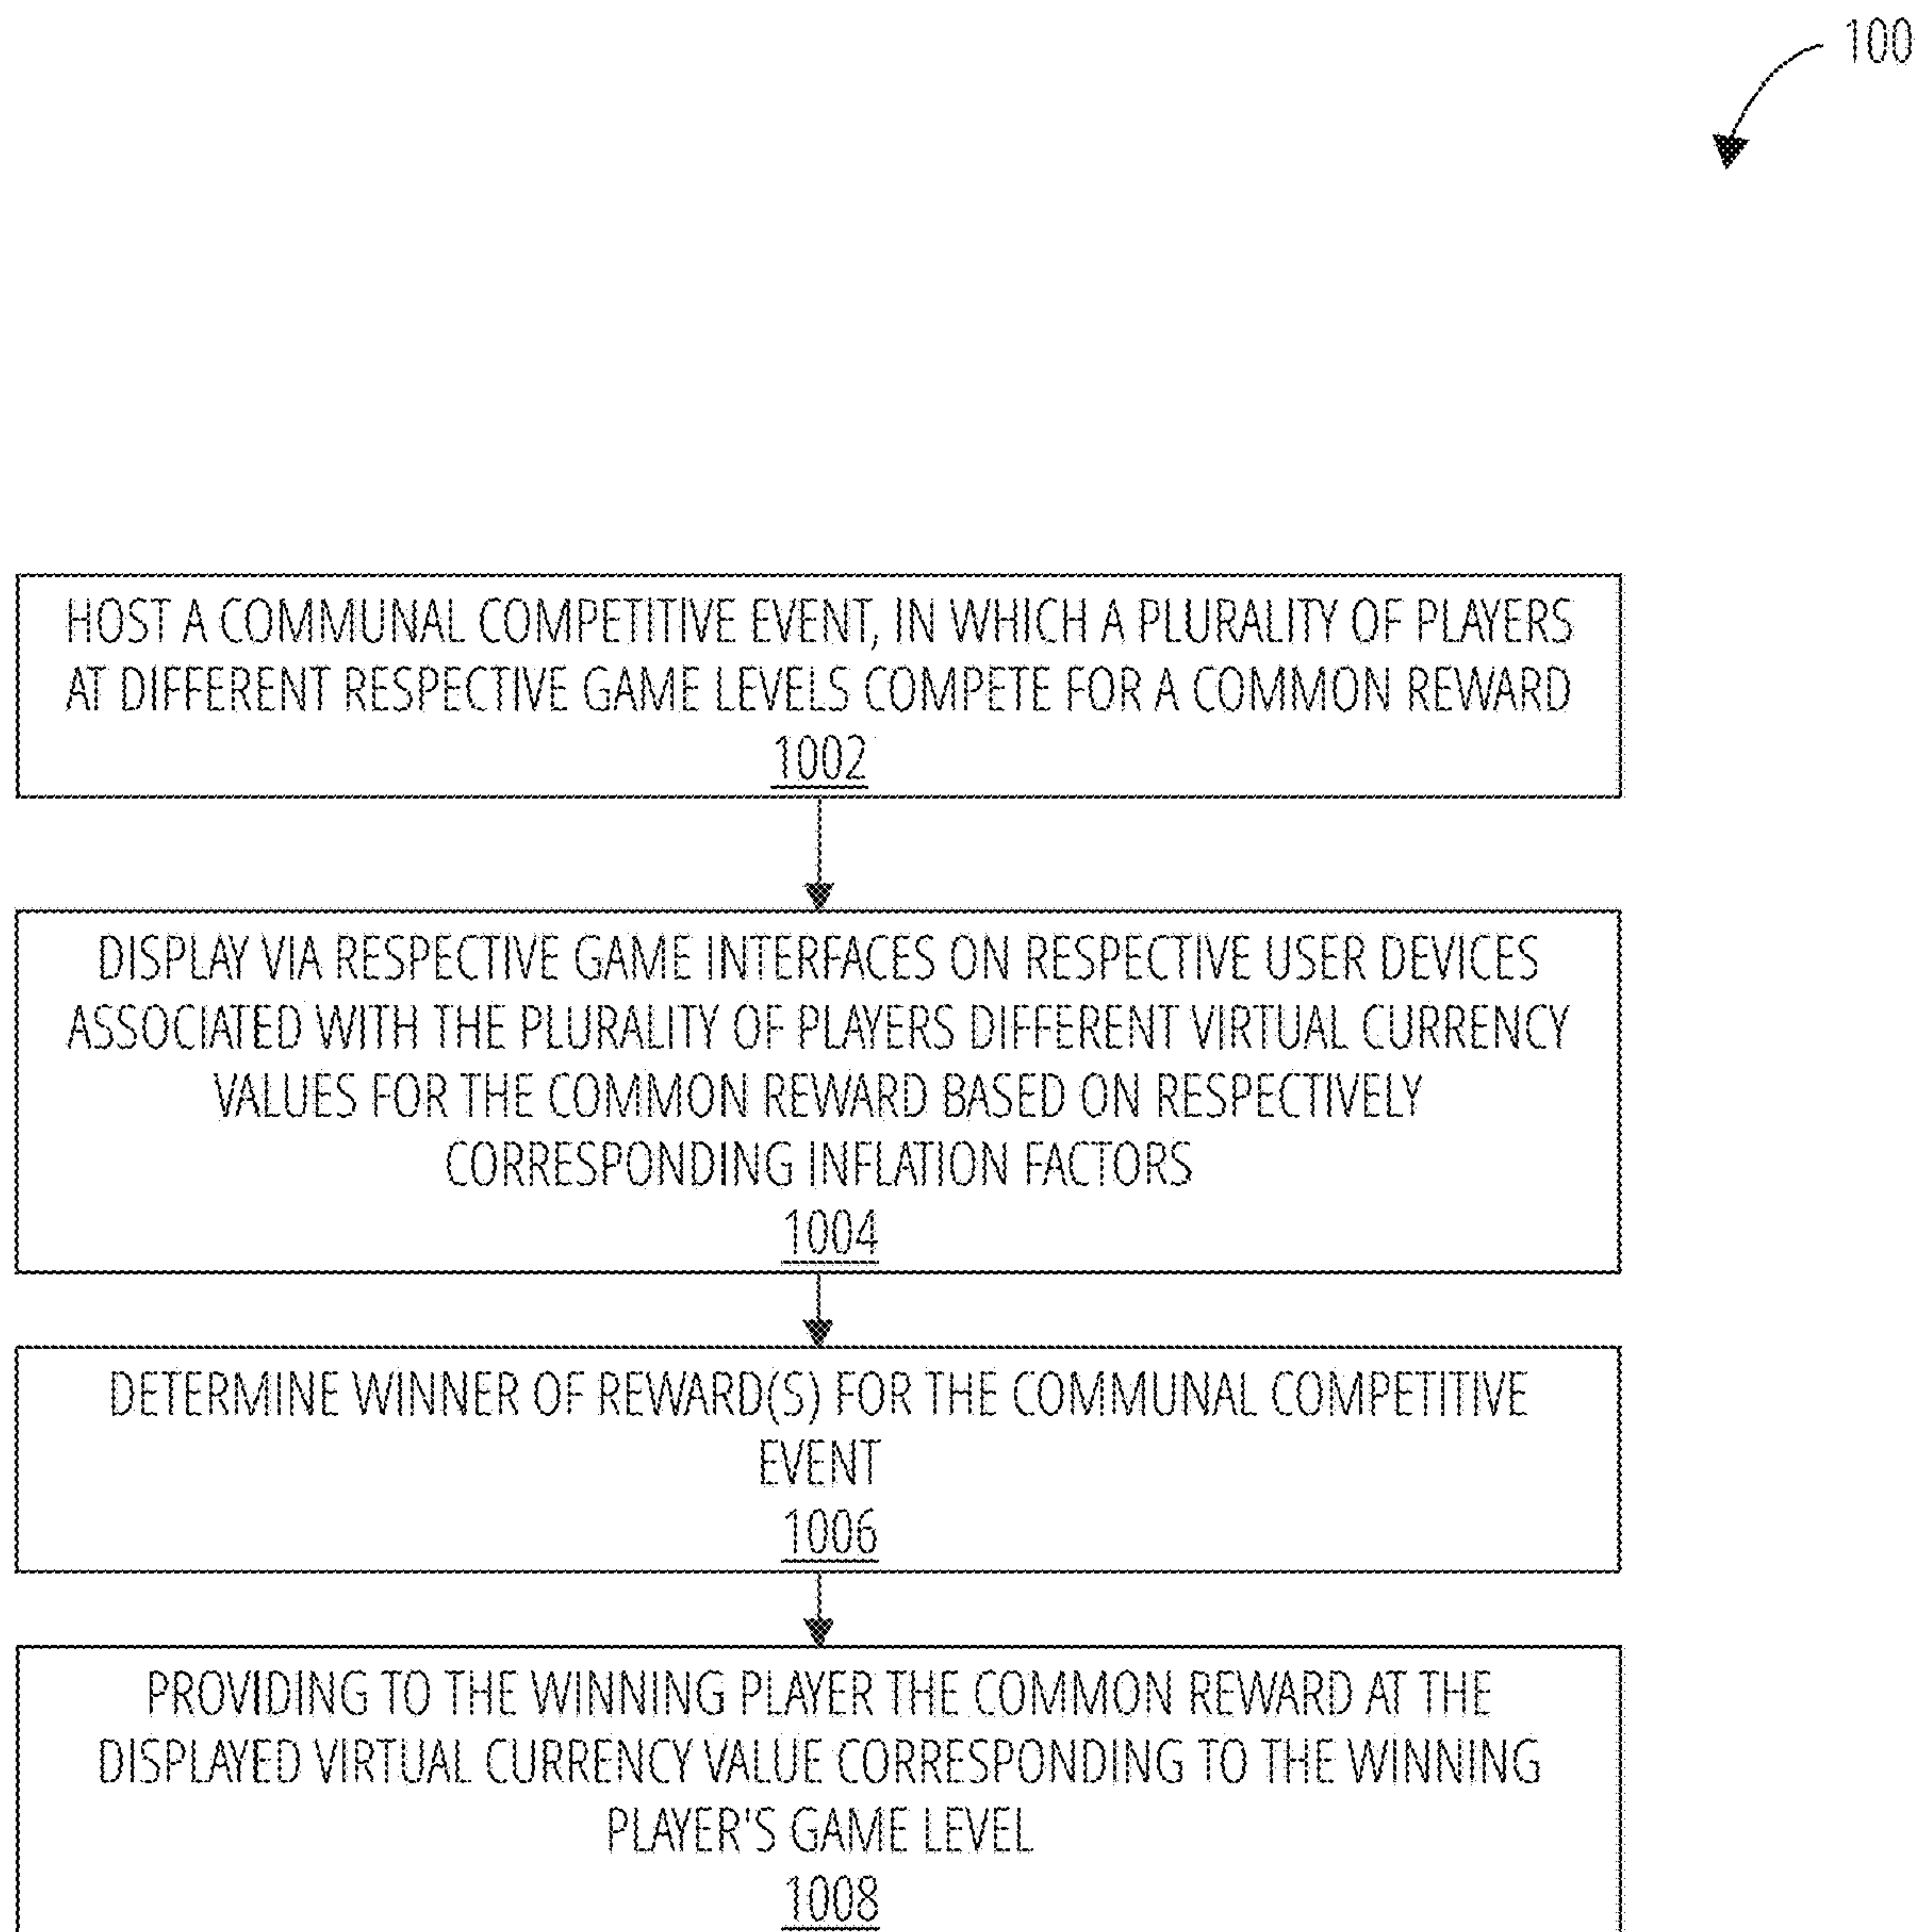 100
HOST A COMMUNAL COMPETITIVE EVENT, IN WHICH A PLURALITY OF PLAYERS
AT DIFFERENT RESPECTIVE GAME LEVELS COMPETE FOR A COMMON REWARD
1002
DISPLAY VIA RESPECTIVE GAME INTERFACES ON RESPECTIVE USER DEVICES
ASSOCIATED WITH THE PLURALITY OF PLAYERS DIFFERENT VIRTUAL CURRENCY
VALUES FOR THE COMMON REWARD BASED ON RESPECTIVELY
CORRESPONDING INFLATION FACTORS
1004
DETERMINE WINNER OF REWARD(S) FOR THE COMMUNAL COMPETITIVE
EVENT
1006
PROVIDING TO THE WINNING PLAYER THE COMMON REWARD AT THE
DISPLAYED VIRTUAL CURRENCY VALUE CORRESPONDING TO THE WINNING
PLAYER'S GAME LEVEL
1008